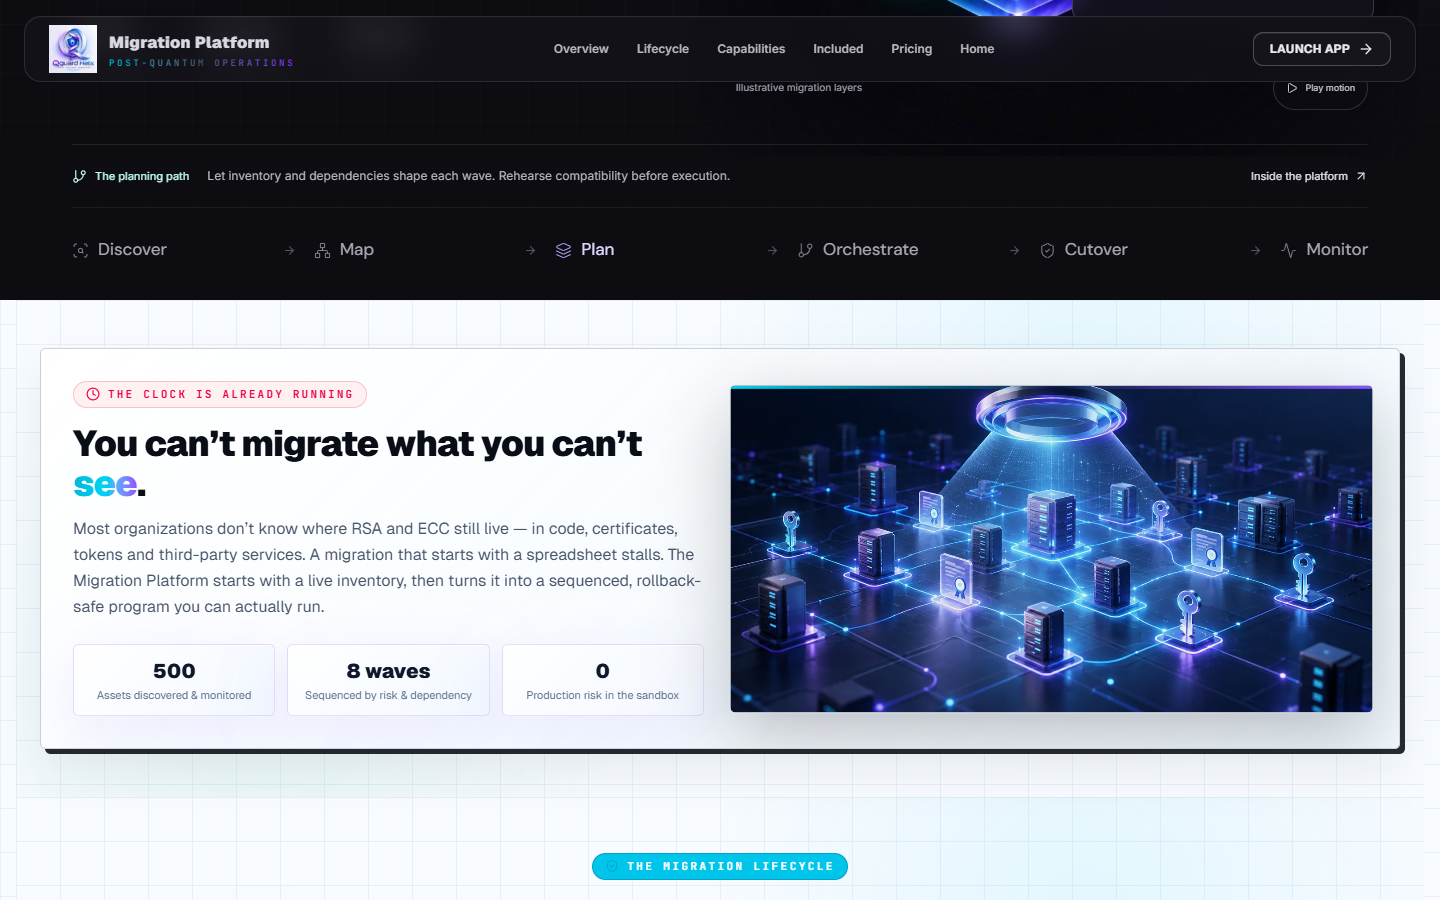 Qguard Helix
Migration Platform
POST-QUANTUM OPERATIONS
Overview
Lifecycle
Capabilities
Included
Pricing
Home
LAUNCH APP
Illustrative migration layers
Play motion
The planning path
Let inventory and dependencies shape each wave. Rehearse compatibility before execution.
Inside the platform
Discover
Map
Plan
Orchestrate
Cutover
Monitor
THE CLOCK IS ALREADY RUNNING
You can’t migrate what you can’t
see.
Most organizations don’t know where RSA and ECC still live — in code, certificates,
tokens and third-party services. A migration that starts with a spreadsheet stalls. The
Migration Platform starts with a live inventory, then turns it into a sequenced, rollback-
safe program you can actually run.
500
Assets discovered & monitored
8 waves
Sequenced by risk & dependency
0
Production risk in the sandbox
THE MIGRATION LIFECYCLE